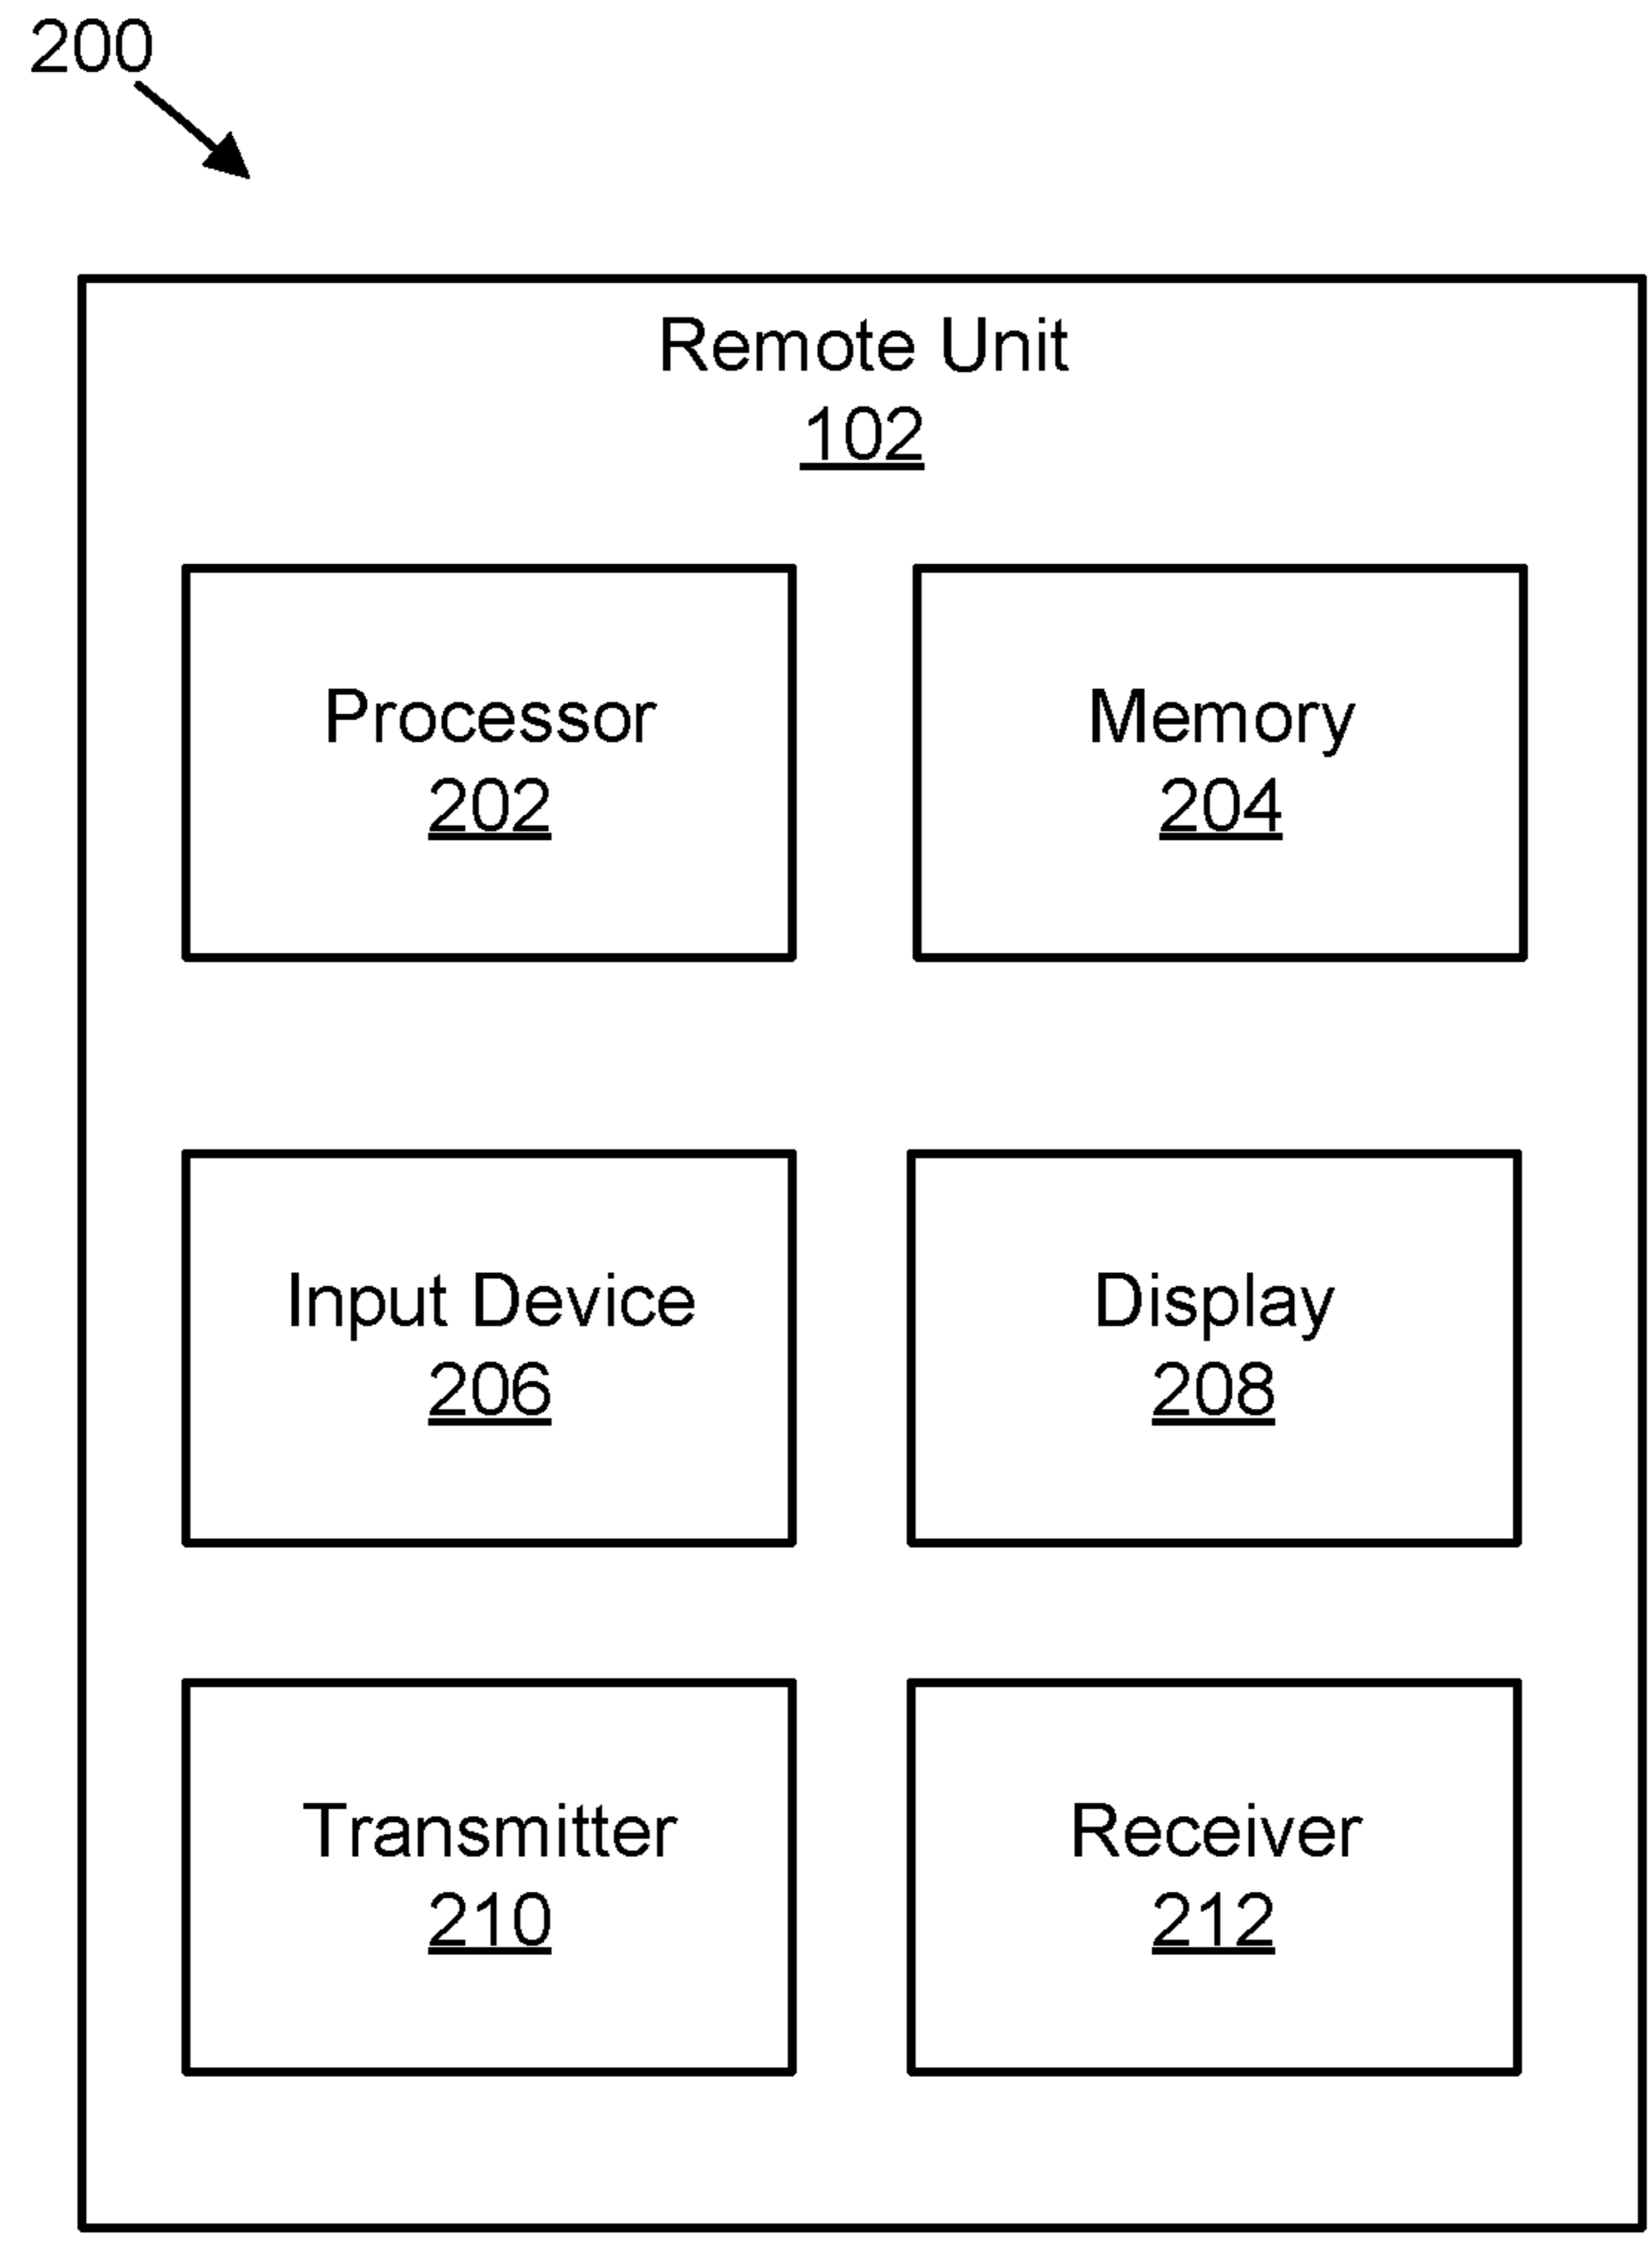 200
Remote Unit
102
Processor
202
Memory
204
Input Device
206
Display
208
Transmitter
210
Receiver
212